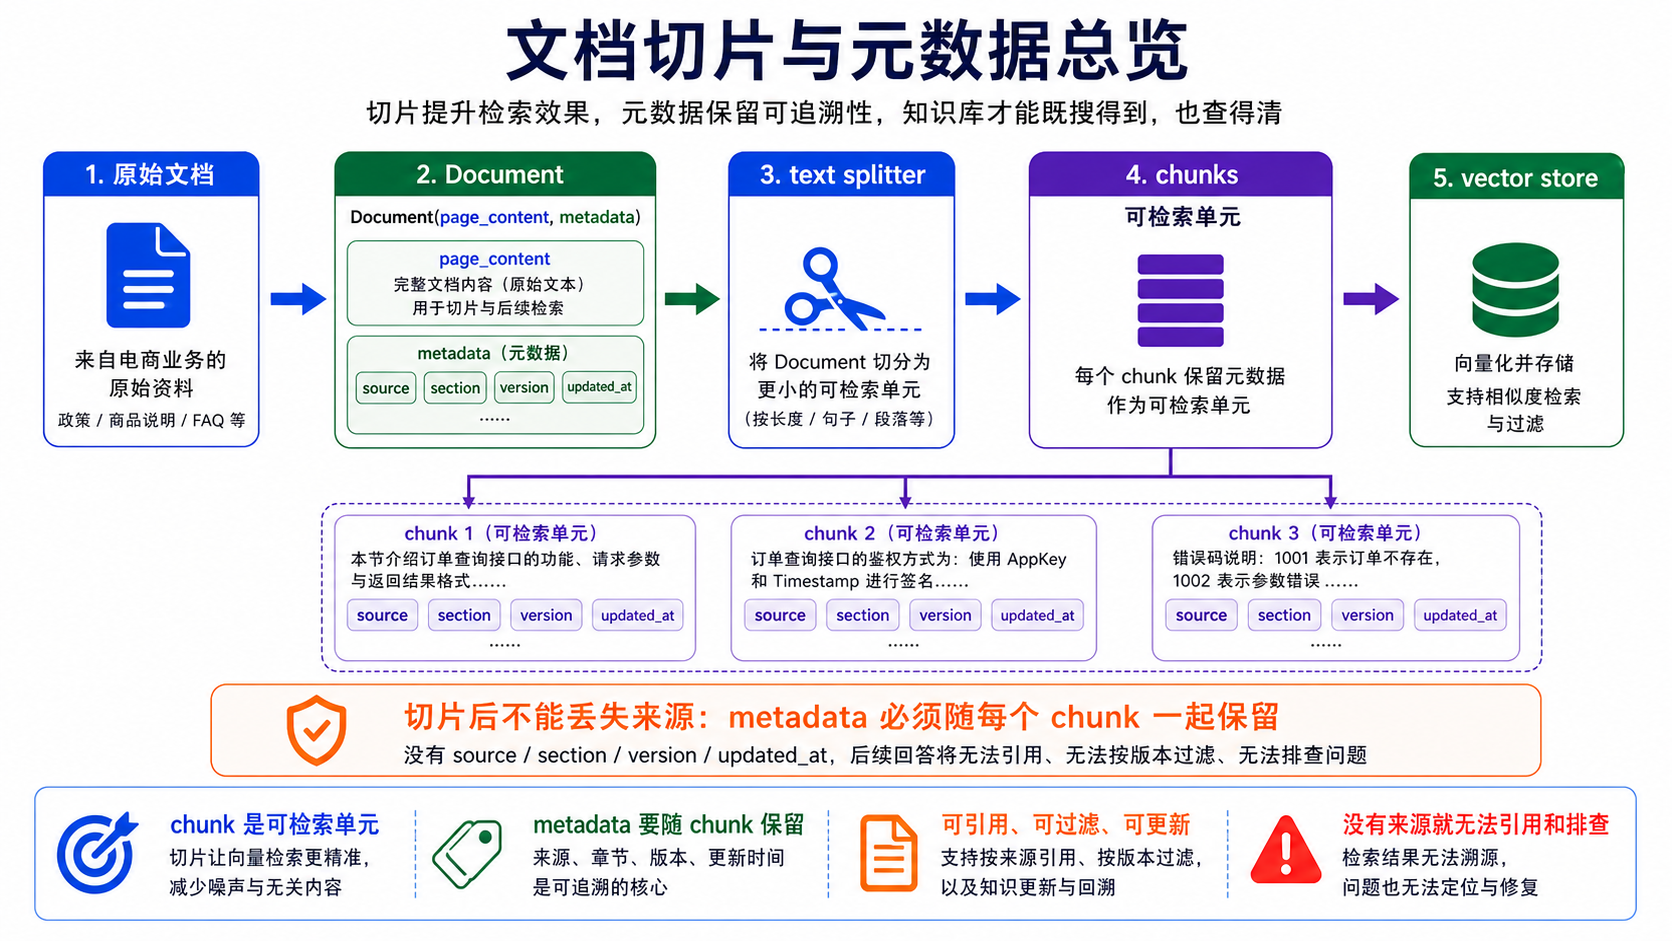 文档切片与元数据总览
切片提升检索效果，元数据保留可追溯性，知识库才能既搜得到，也查得清
1. 原始文档
来自电商业务的
原始资料
政策 / 商品说明 / FAQ 等
2. Document
Document(page_content, metadata)
page_content
完整文档内容（原始文本）
用于切片与后续检索
metadata（元数据）
source section version updated_at
......
3. text splitter
将 Document 切分为
更小的可检索单元
（按长度 / 句子 / 段落等）
4. chunks
可检索单元
每个 chunk 保留元数据
作为可检索单元
5. vector store
向量化并存储
支持相似度检索
与过滤
chunk 1（可检索单元）
本节介绍订单查询接口的功能、请求参数
与返回结果格式......
source section version updated_at
......
chunk 2（可检索单元）
订单查询接口的鉴权方式为：使用 AppKey
和 Timestamp 进行签名......
source section version updated_at
......
chunk 3（可检索单元）
错误码说明：1001 表示订单不存在，
1002 表示参数错误 ......
source section version updated_at
......
切片后不能丢失来源：metadata 必须随每个 chunk 一起保留
没有 source / section / version / updated_at，后续回答将无法引用、无法按版本过滤、无法排查问题
chunk 是可检索单元
切片让向量检索更精准，
减少噪声与无关内容
metadata 要随 chunk 保留
来源、章节、版本、更新时间
是可追溯的核心
可引用、可过滤、可更新
支持按来源引用、按版本过滤，
以及知识更新与回溯
没有来源就无法引用和排查
检索结果无法溯源，
问题也无法定位与修复